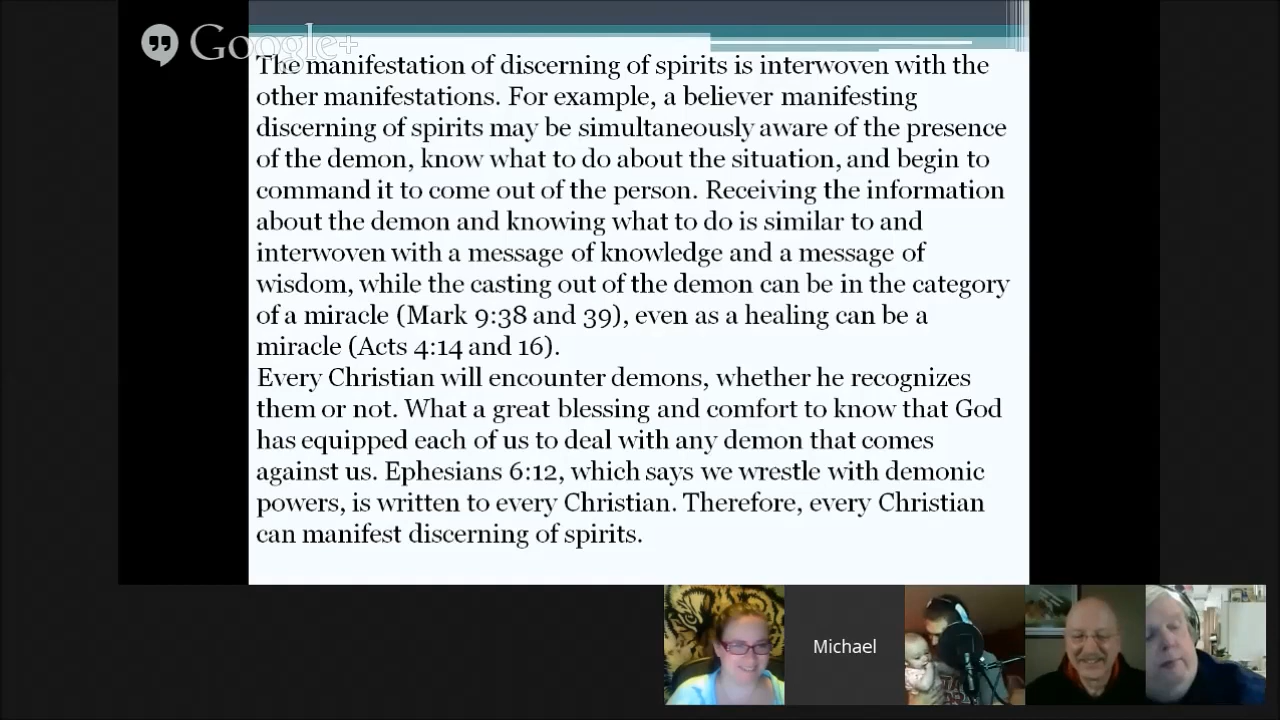 Google+
The manifestation of discerning of spirits is interwoven with the
other manifestations. For example, a believer manifesting
discerning of spirits may be simultaneously aware of the presence
of the demon, know what to do about the situation, and begin to
command it to come out of the person. Receiving the information
about the demon and knowing what to do is similar to and
interwoven with a message of knowledge and a message of
wisdom, while the casting out of the demon can be in the category
of a miracle (Mark 9:38 and 39), even as a healing can be a
miracle (Acts 4:14 and 16).
Every Christian will encounter demons, whether he recognizes
them or not. What a great blessing and comfort to know that God
has equipped each of us to deal with any demon that comes
against us. Ephesians 6:12, which says we wrestle with demonic
powers, is written to every Christian. Therefore, every Christian
can manifest discerning of spirits.
Michael